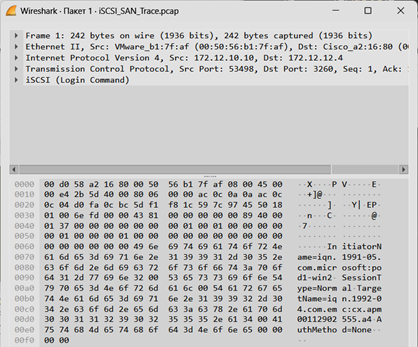 Wireshark · Пакет 1 · iSCSI_SAN_Trace.pcap
Frame 1: 242 bytes on wire (1936 bits), 242 bytes captured (1936 bits)
Ethernet II, Src: VMware_b1:7f:af (00:50:56:b1:7f:af), Dst: Cisco_a2:16:80 (0
Internet Protocol Version 4, Src: 172.12.10.10, Dst: 172.12.12.4
Transmission Control Protocol, Src Port: 53498, Dst Port: 3260, Seq: 1, Ack:
iSCSI (Login Command)
0000 00 d0 58 a2 16 80 00 50 56 b1 7f af 08 00 45 00 ··X····P V·····E·
0010 00 e4 2b 5d 40 00 80 06 00 00 ac 0c 0a 0a ac 0c ··+]@··· ········
0020 0c 04 d0 fa 0c bc 5d f1 f8 1c 59 7c 97 45 50 18 ······]· ··Y|·EP·
0030 01 00 6e fd 00 00 43 81 00 00 00 00 00 89 40 00 ··n···C· ······@·
0040 01 37 00 00 00 00 00 00 00 01 00 01 00 00 00 00 ·7······ ········
0050 00 01 00 00 00 00 00 00 00 00 00 00 00 00 00 00 ········ ········
0060 00 00 00 00 00 00 49 6e 69 74 69 61 74 6f 72 4e ······In itiatorN
0070 61 6d 65 3d 69 71 6e 2e 31 39 39 31 2d 30 35 2e ame=iqn. 1991-05.
0080 63 6f 6d 2e 6d 69 63 72 6f 73 6f 66 74 3a 70 6f com.micr osoft:po
0090 64 31 2d 77 69 6e 32 00 53 65 73 73 69 6f 6e 54 d1-win2· SessionT
00a0 79 70 65 3d 4e 6f 72 6d 61 6c 00 54 61 72 67 65 ype=Norm al·Targe
00b0 74 4e 61 6d 65 3d 69 71 6e 2e 31 39 39 32 2d 30 tName=iq n.1992-0
00c0 34 2e 63 6f 6d 2e 65 6d 63 3a 63 78 2e 61 70 6d 4.com.em c:cx.apm
00d0 30 30 31 31 32 39 30 32 35 35 35 2e 61 34 00 41 00112902 555.a4·A
00e0 75 74 68 4d 65 74 68 6f 64 3d 4e 6f 6e 65 00 00 uthMetho d=None··
00f0 00 00 ··